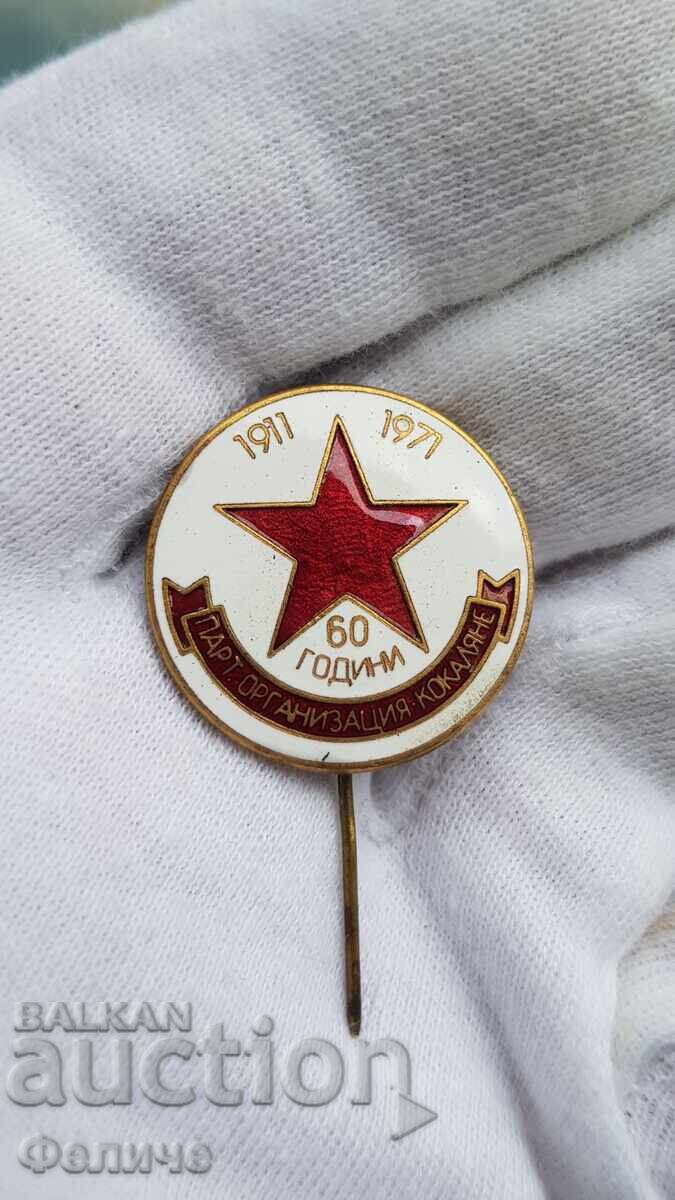 1911 1971
60
ГОДИНИ
ПАРТ. ОРГАНИЗАЦИЯ · КОКАЛЯНЕ
BALKAN
auction
Феличе